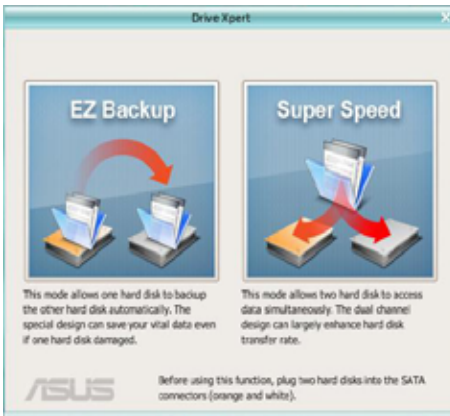 Drive Xpert
X
EZ Backup
Super Speed
This mode allows one hard disk to backup
the other hard disk automatically. The
special design can save your vital data even
if one hard disk damaged.
This mode allows two hard disk to access
data simultaneously. The dual channel
design can largely enhance hard disk
transfer rate.
ASUS
Before using this function, plug two hard disks into the SATA
connectors (orange and white).